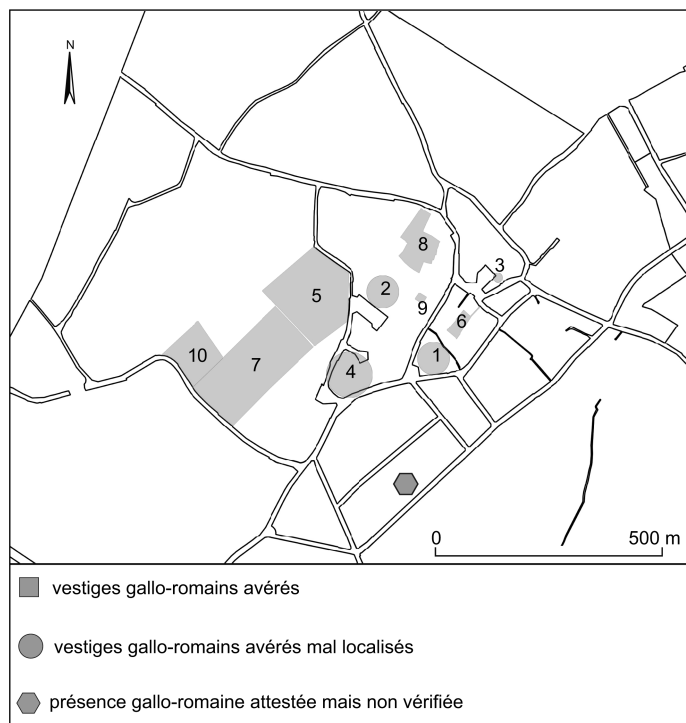 N
8
3
2
5
9
6
1
10
7
4
0 500 m
vestiges gallo-romains avérés
vestiges gallo-romains avérés mal localisés
présence gallo-romaine attestée mais non vérifiée